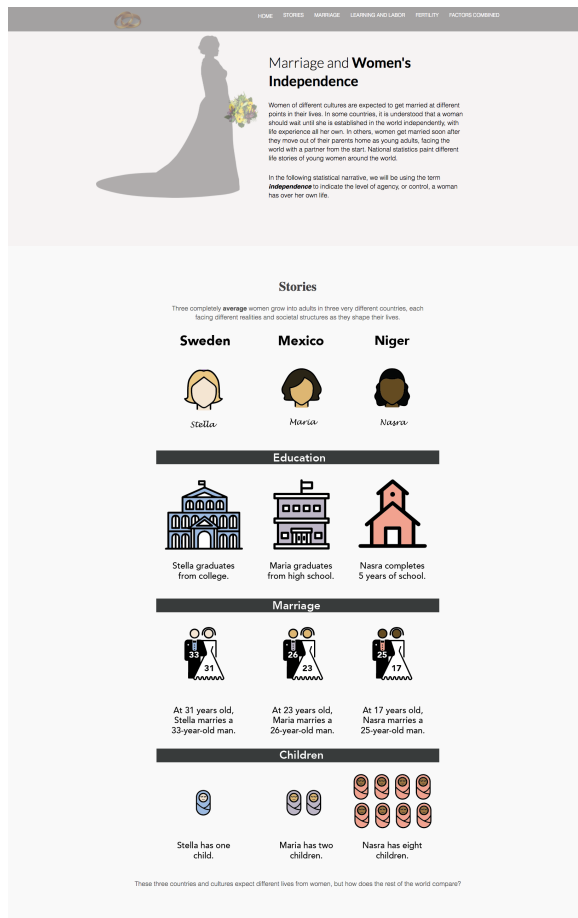 HOME STORIES MARRIAGE LEARNING AND LABOR FERTILITY FACTORS COMBINED
Marriage and Women's
Independence
Women of different cultures are expected to get married at different
points in their lives. In some countries, it is understood that a woman
should wait until she is established in the world independently, with
life experience all her own. In others, women get married soon after
they move out of their parents home as young adults, facing the
world with a partner from the start. National statistics paint different
life stories of young women around the world.
In the following statistical narrative, we will be using the term
independence to indicate the level of agency, or control, a woman
has over her own life.
Stories
Three completely average women grow into adults in three very different countries, each
facing different realities and societal structures as they shape their lives.
Sweden Mexico Niger
Stella Maria Nasra
Education
Stella graduates Maria graduates Nasra completes
from college. from high school. 5 years of school.
Marriage
33 26 25
31 23 17
At 31 years old, At 23 years old, At 17 years old,
Stella marries a Maria marries a Nasra marries a
33-year-old man. 26-year-old man. 25-year-old man.
Children
Stella has one Maria has two Nasra has eight
child. children. children.
These three countries and cultures expect different lives from women, but how does the rest of the world compare?